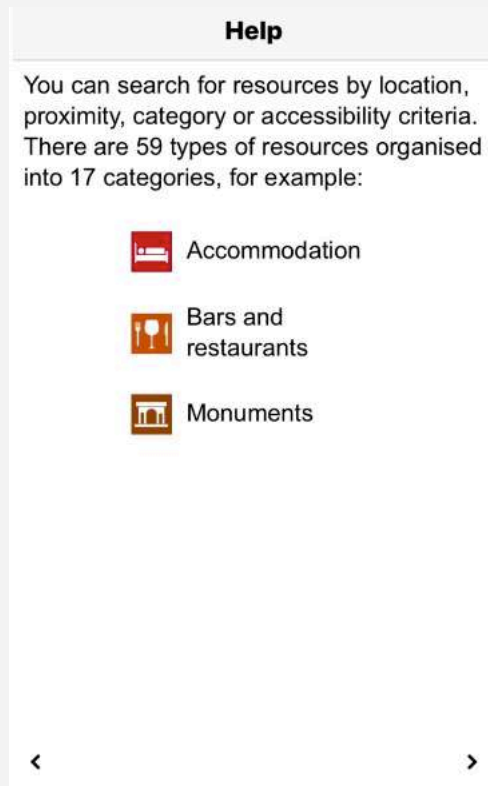 Help
You can search for resources by location,
proximity, category or accessibility criteria.
There are 59 types of resources organised
into 17 categories, for example:
Accommodation
Bars and
restaurants
Monuments